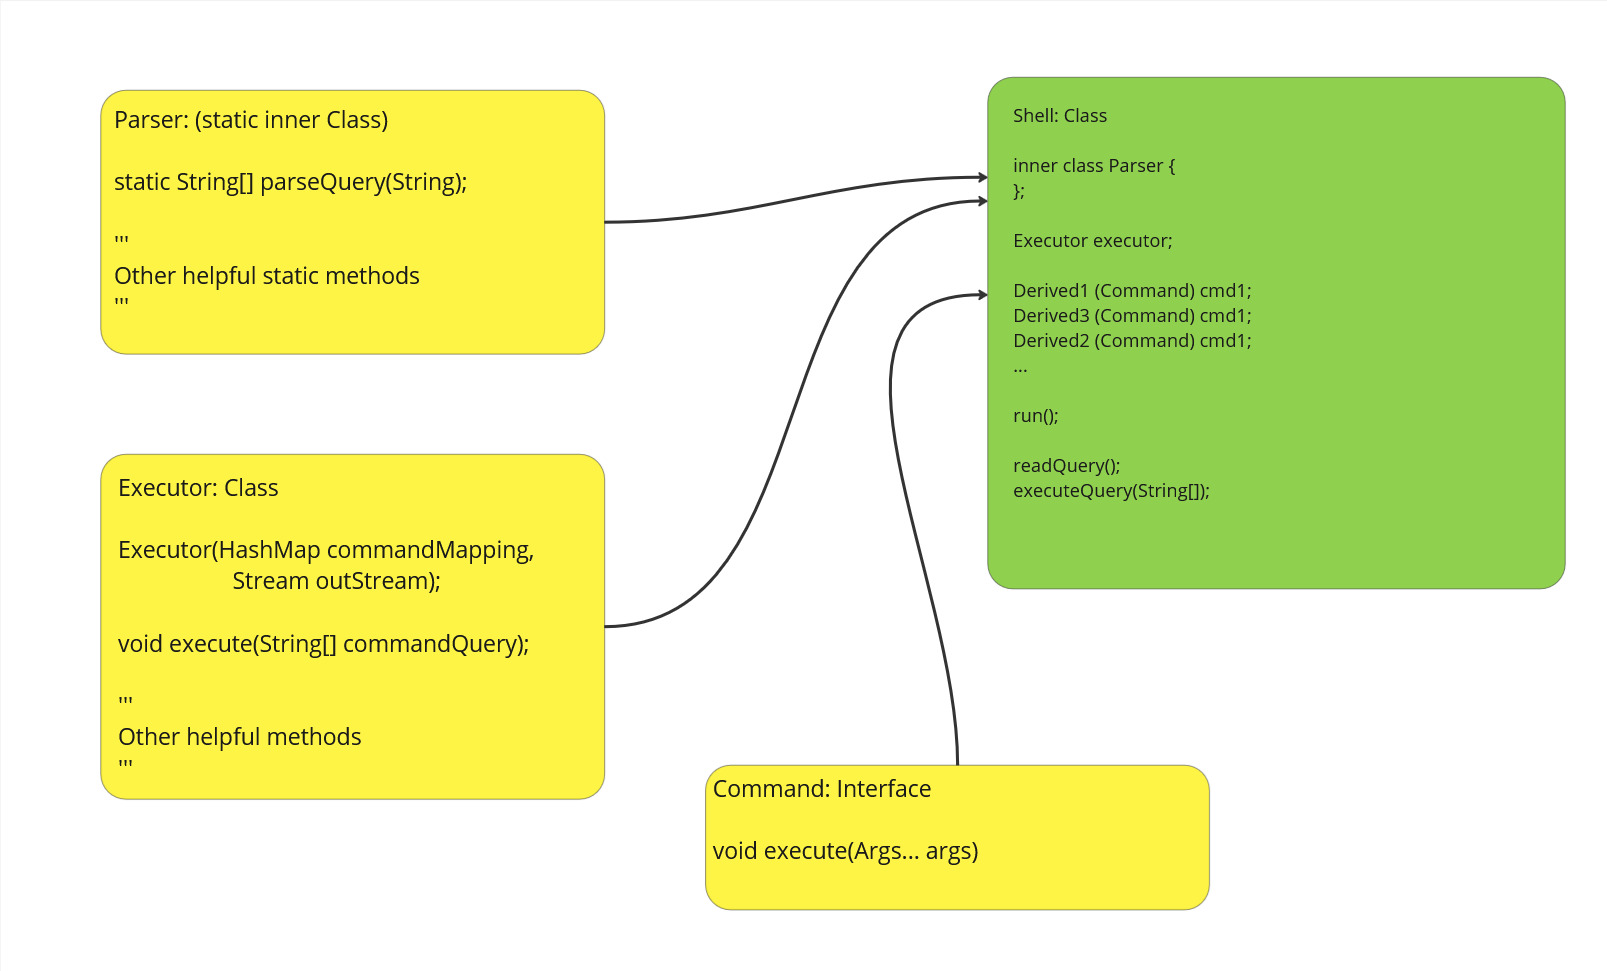 Parser: (static inner Class)
static String[] parseQuery(String);
'''
Other helpful static methods
'''
Executor: Class
Executor(HashMap commandMapping,
Stream outStream);
void execute(String[] commandQuery);
'''
Other helpful methods
'''
Command: Interface
void execute(Args... args)
Shell: Class
inner class Parser {
};
Executor executor;
Derived1 (Command) cmd1;
Derived3 (Command) cmd1;
Derived2 (Command) cmd1;
...
run();
readQuery();
executeQuery(String[]);